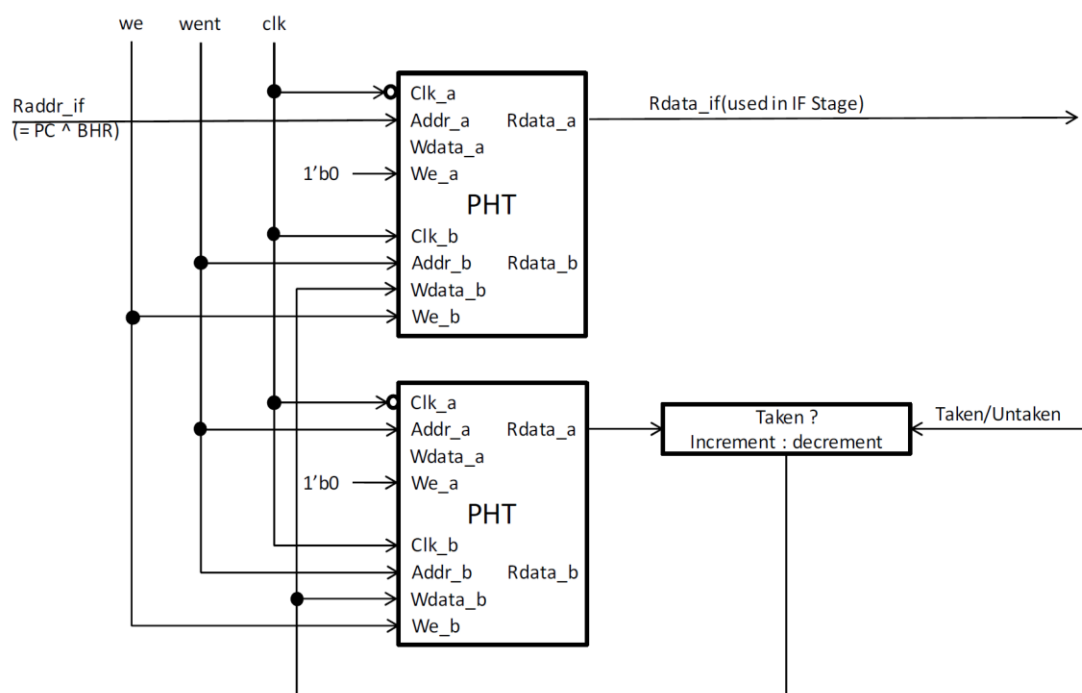 we went clk
Raddr_if
(= PC ^ BHR)
Clk_a
Addr_a Rdata_a
Wdata_a
1'b0 We_a
PHT
Clk_b
Addr_b Rdata_b
Wdata_b
We_b
Rdata_if(used in IF Stage)
Clk_a
Addr_a Rdata_a
Wdata_a
1'b0 We_a
PHT
Clk_b
Addr_b Rdata_b
Wdata_b
We_b
Taken ?
Increment : decrement
Taken/Untaken